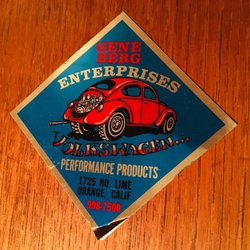 GENE
BERG
ENTERPRISES
VOLKSWAGEN...
PERFORMANCE PRODUCTS
1725 NO. LIME
ORANGE, CALIF.
998-7500